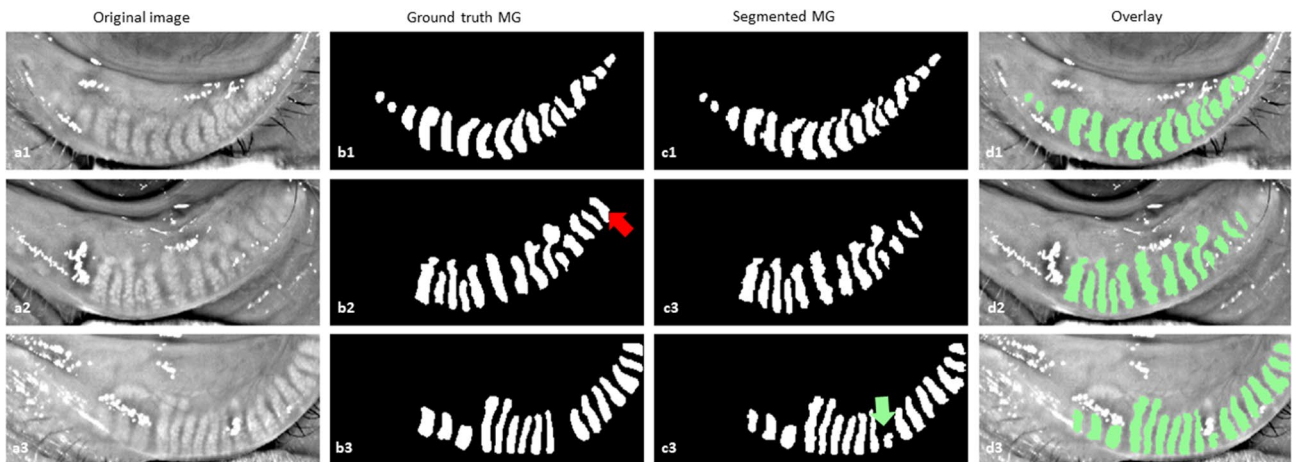 Original image
Ground truth MG
Segmented MG
Overlay
a1
b1
c1
d1
a2
b2
c3
d2
a3
b3
c3
d3